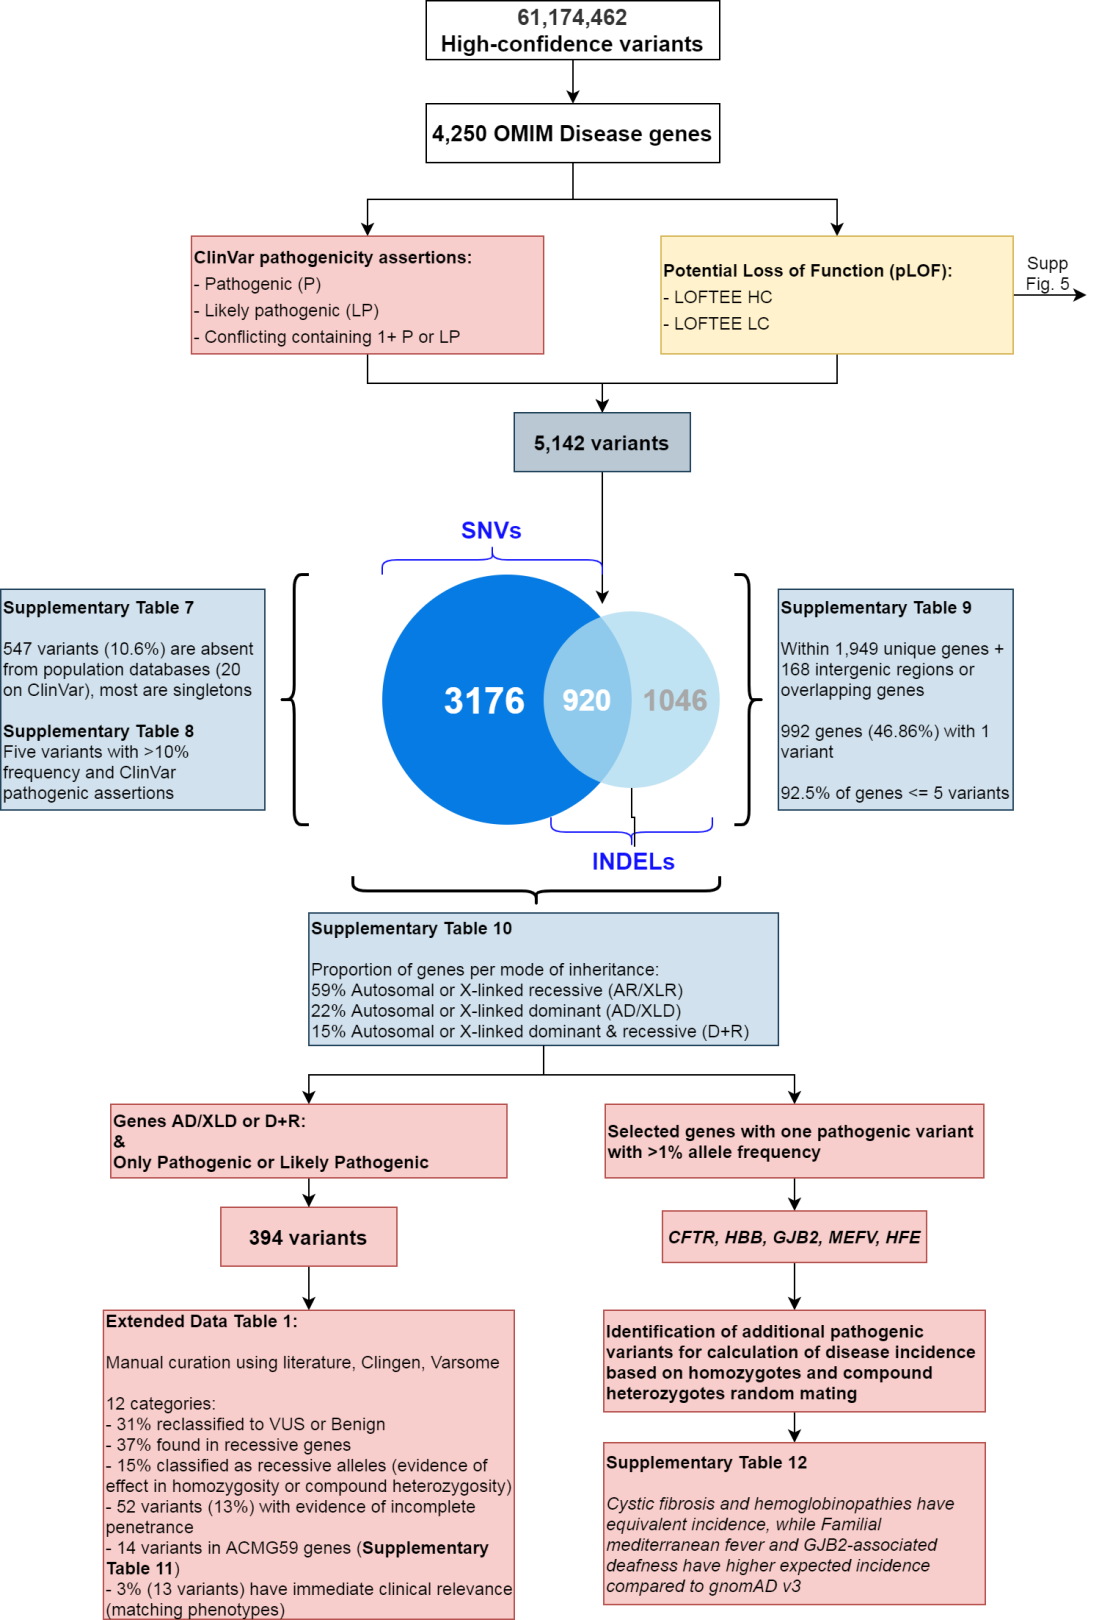 61,174,462
High-confidence variants
4,250 OMIM Disease genes
ClinVar pathogenicity assertions:
- Pathogenic (P)
- Likely pathogenic (LP)
- Conflicting containing 1+ P or LP
Potential Loss of Function (pLOF):
- LOFTEE HC
- LOFTEE LC
Supp
Fig. 5
5,142 variants
SNVs
Supplementary Table 7
547 variants (10.6%) are absent
from population databases (20
on ClinVar), most are singletons
Supplementary Table 8
Five variants with >10%
frequency and ClinVar
pathogenic assertions
3176
920
1046
Supplementary Table 9
Within 1,949 unique genes +
168 intergenic regions or
overlapping genes
992 genes (46.86%) with 1
variant
92.5% of genes <= 5 variants
INDELs
Supplementary Table 10
Proportion of genes per mode of inheritance:
59% Autosomal or X-linked recessive (AR/XLR)
22% Autosomal or X-linked dominant (AD/XLD)
15% Autosomal or X-linked dominant & recessive (D+R)
Genes AD/XLD or D+R:
&
Only Pathogenic or Likely Pathogenic
394 variants
Extended Data Table 1:
Manual curation using literature, Clingen, Varsome
12 categories:
- 31% reclassified to VUS or Benign
- 37% found in recessive genes
- 15% classified as recessive alleles (evidence of
effect in homozygosity or compound heterozygosity)
- 52 variants (13%) with evidence of incomplete
penetrance
- 14 variants in ACMG59 genes (Supplementary
Table 11)
- 3% (13 variants) have immediate clinical relevance
(matching phenotypes)
Selected genes with one pathogenic variant
with >1% allele frequency
CFTR, HBB, GJB2, MEFV, HFE
Identification of additional pathogenic
variants for calculation of disease incidence
based on homozygotes and compound
heterozygotes random mating
Supplementary Table 12
Cystic fibrosis and hemoglobinopathies have
equivalent incidence, while Familial
mediterranean fever and GJB2-associated
deafness have higher expected incidence
compared to gnomAD v3